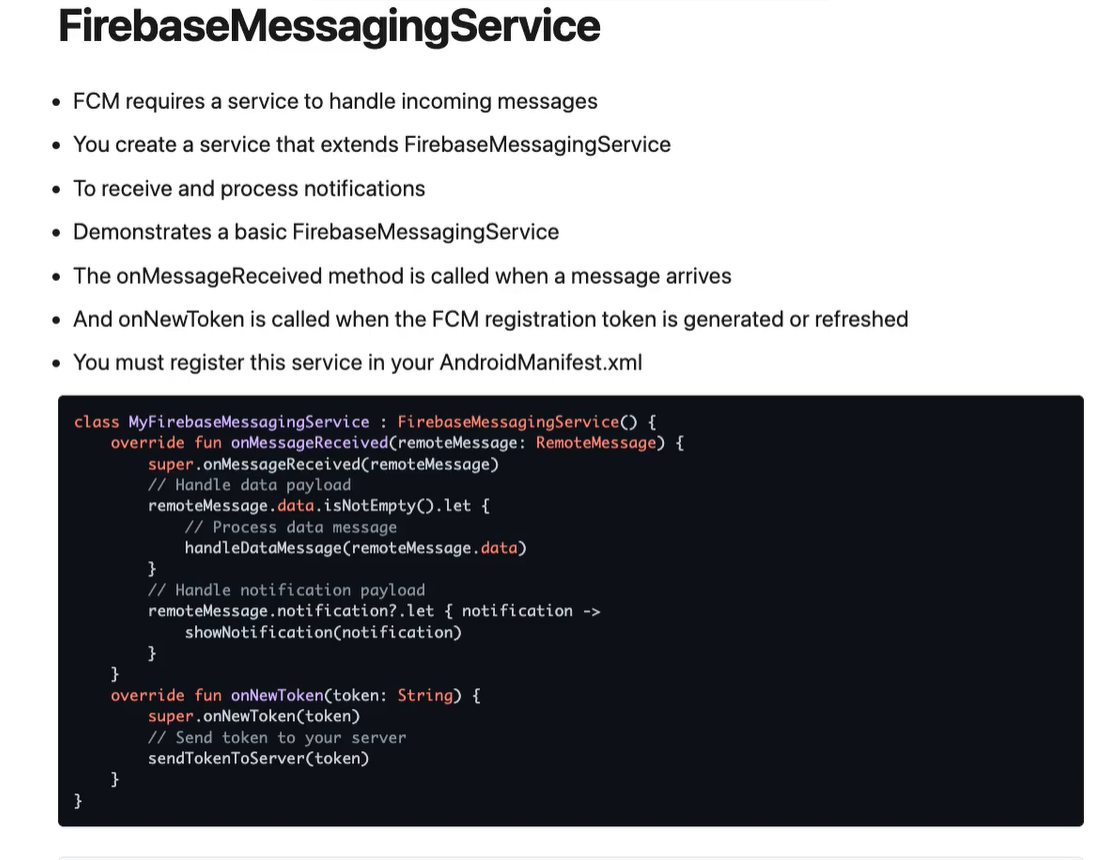 FirebaseMessagingService
• FCM requires a service to handle incoming messages
• You create a service that extends FirebaseMessagingService
• To receive and process notifications
• Demonstrates a basic FirebaseMessagingService
• The onMessageReceived method is called when a message arrives
• And onNewToken is called when the FCM registration token is generated or refreshed
• You must register this service in your AndroidManifest.xml
class MyFirebaseMessagingService : FirebaseMessagingService() {
    override fun onMessageReceived(remoteMessage: RemoteMessage) {
        super.onMessageReceived(remoteMessage)
        // Handle data payload
        remoteMessage.data.isNotEmpty().let {
            // Process data message
            handleDataMessage(remoteMessage.data)
        }
        // Handle notification payload
        remoteMessage.notification?.let { notification ->
            showNotification(notification)
        }
    }
    override fun onNewToken(token: String) {
        super.onNewToken(token)
        // Send token to your server
        sendTokenToServer(token)
    }
}